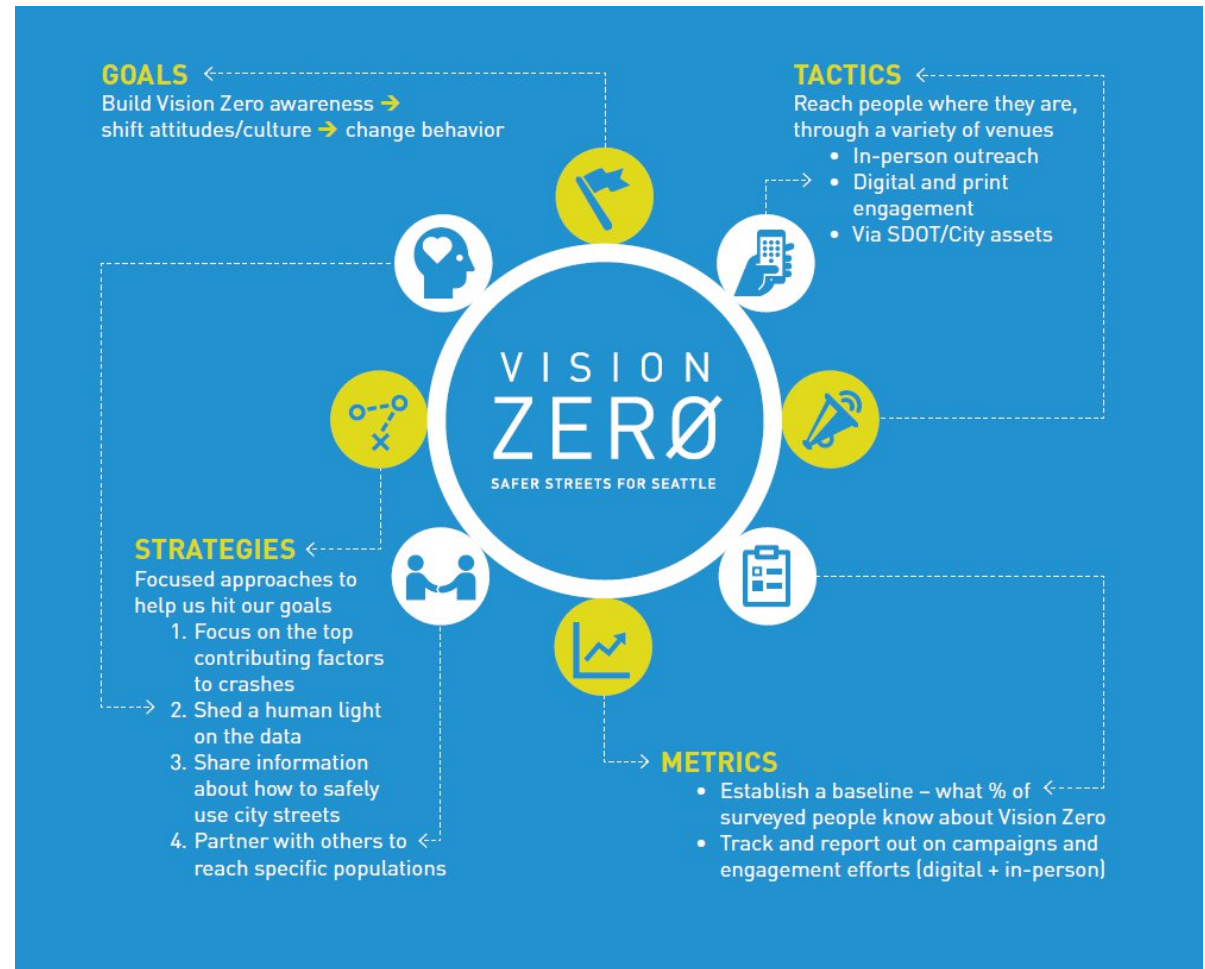 GOALS
Build Vision Zero awareness ➔
shift attitudes/culture ➔ change behavior
TACTICS
Reach people where they are,
through a variety of venues
• In-person outreach
• Digital and print
engagement
• Via SDOT/City assets
VISION
ZERØ
SAFER STREETS FOR SEATTLE
STRATEGIES
Focused approaches to
help us hit our goals
1. Focus on the top
contributing factors
to crashes
2. Shed a human light
on the data
3. Share information
about how to safely
use city streets
4. Partner with others to
reach specific populations
METRICS
• Establish a baseline – what % of
surveyed people know about Vision Zero
• Track and report out on campaigns and
engagement efforts (digital + in-person)